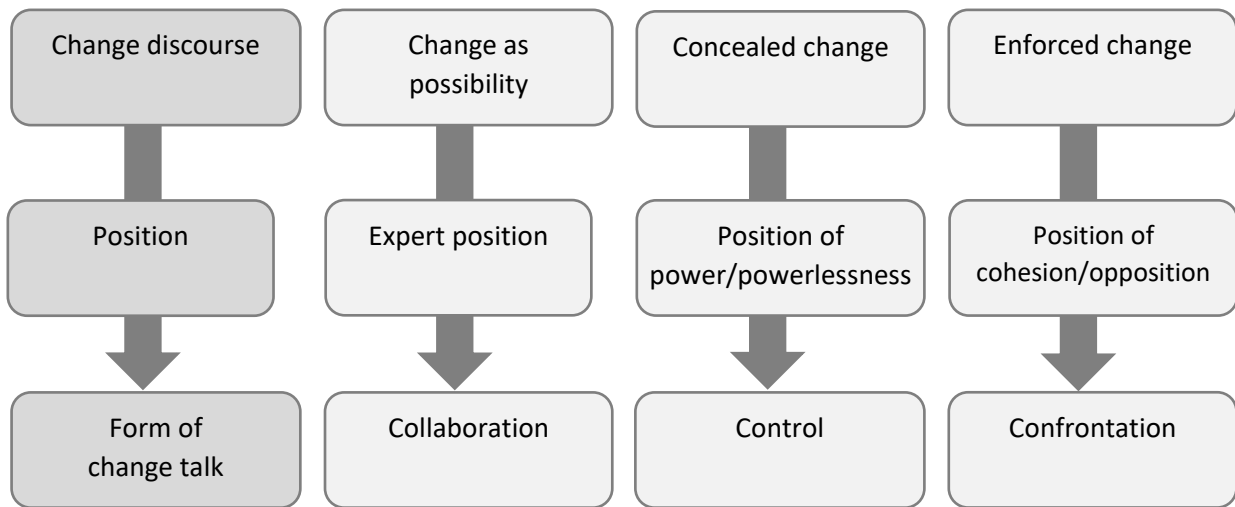 Change discourse
Change as
possibility
Concealed change
Enforced change
Position
Expert position
Position of
power/powerlessness
Position of
cohesion/opposition
Form of
change talk
Collaboration
Control
Confrontation